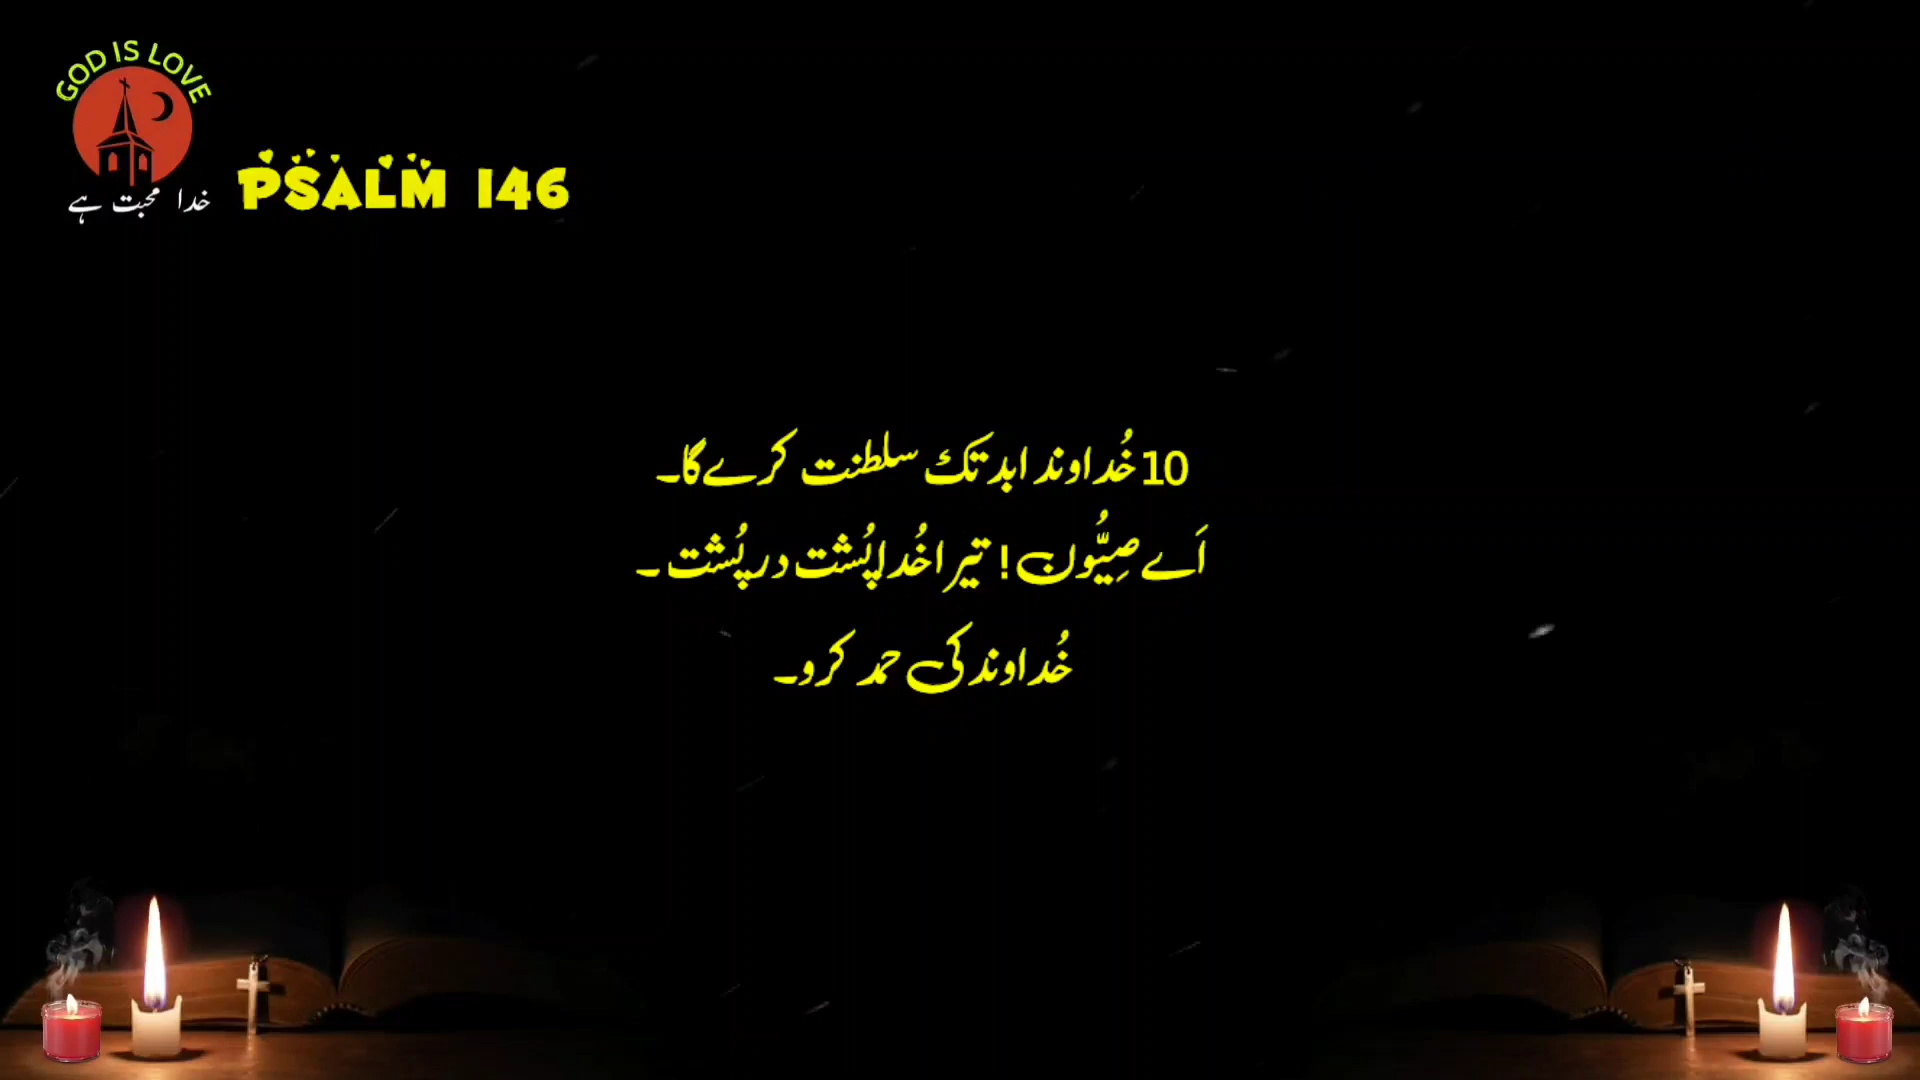 GOD IS LOVE
خدا محبت ہے
PSALM 146
10 خُداوند ابد تک سلطنت کرے گا۔
اَے صِیُّون! تیرا خُدا پُشت در پُشت۔
خُداوند کی حمد کرو۔